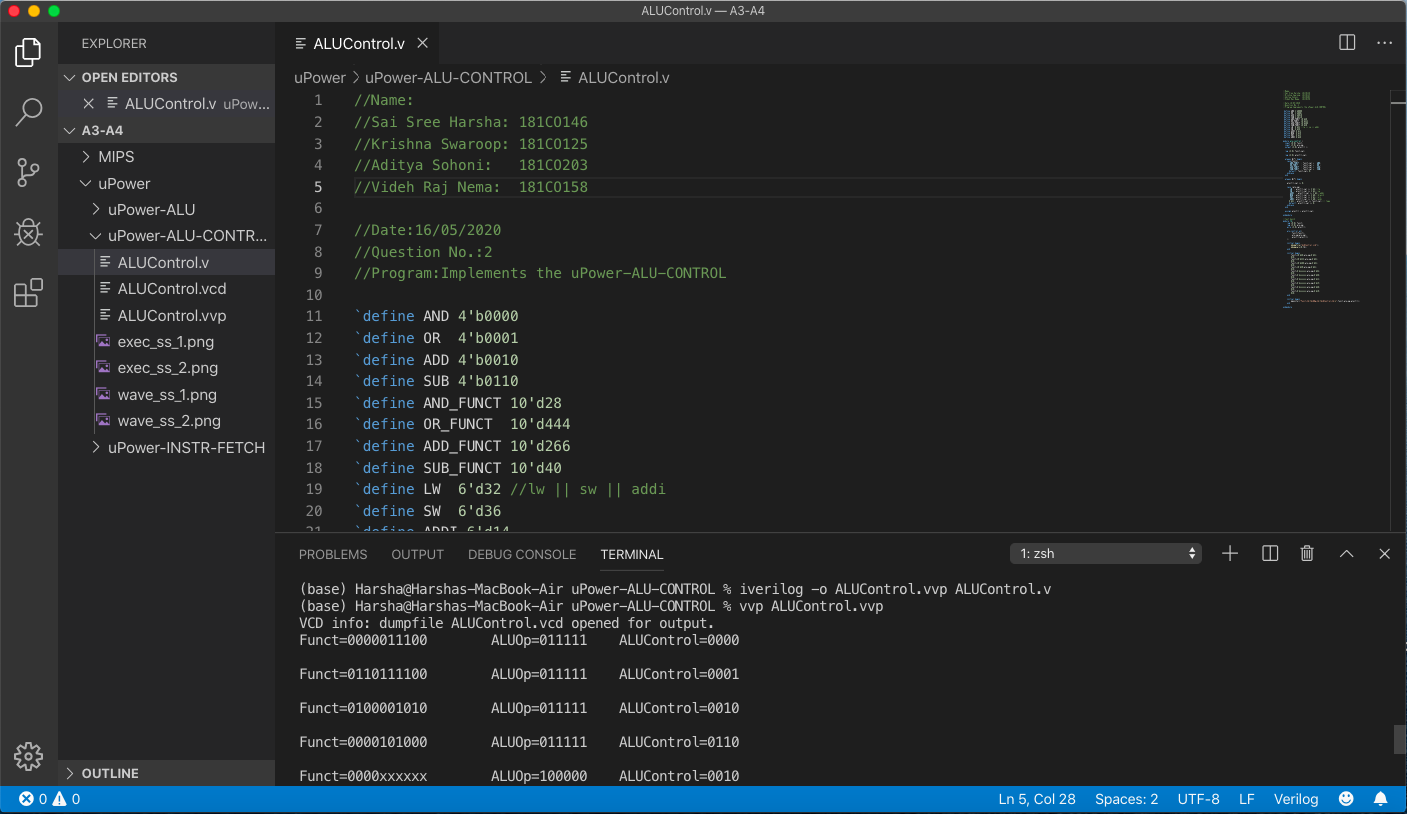 ALUControl.v — A3-A4
EXPLORER
OPEN EDITORS
ALUControl.v uPow...
A3-A4
MIPS
uPower
uPower-ALU
uPower-ALU-CONTR...
ALUControl.v
ALUControl.vcd
ALUControl.vvp
exec_ss_1.png
exec_ss_2.png
wave_ss_1.png
wave_ss_2.png
uPower-INSTR-FETCH
OUTLINE
ALUControl.v
uPower > uPower-ALU-CONTROL > ALUControl.v
1 //Name:
2 //Sai Sree Harsha: 181CO146
3 //Krishna Swaroop: 181CO125
4 //Aditya Sohoni:   181CO203
5 //Videh Raj Nema:  181CO158
6
7 //Date:16/05/2020
8 //Question No.:2
9 //Program:Implements the uPower-ALU-CONTROL
10
11 `define AND 4'b0000
12 `define OR  4'b0001
13 `define ADD 4'b0010
14 `define SUB 4'b0110
15 `define AND_FUNCT 10'd28
16 `define OR_FUNCT  10'd444
17 `define ADD_FUNCT 10'd266
18 `define SUB_FUNCT 10'd40
19 `define LW  6'd32 //lw || sw || addi
20 `define SW  6'd36
21 `define ADDI 6'd14
PROBLEMS OUTPUT DEBUG CONSOLE TERMINAL 1: zsh
(base) Harsha@Harshas-MacBook-Air uPower-ALU-CONTROL % iverilog -o ALUControl.vvp ALUControl.v
(base) Harsha@Harshas-MacBook-Air uPower-ALU-CONTROL % vvp ALUControl.vvp
VCD info: dumpfile ALUControl.vcd opened for output.
Funct=0000011100 ALUOp=011111 ALUControl=0000
Funct=0110111100 ALUOp=011111 ALUControl=0001
Funct=0100001010 ALUOp=011111 ALUControl=0010
Funct=0000101000 ALUOp=011111 ALUControl=0110
Funct=0000xxxxxx ALUOp=100000 ALUControl=0010
0 0 Ln 5, Col 28 Spaces: 2 UTF-8 LF Verilog